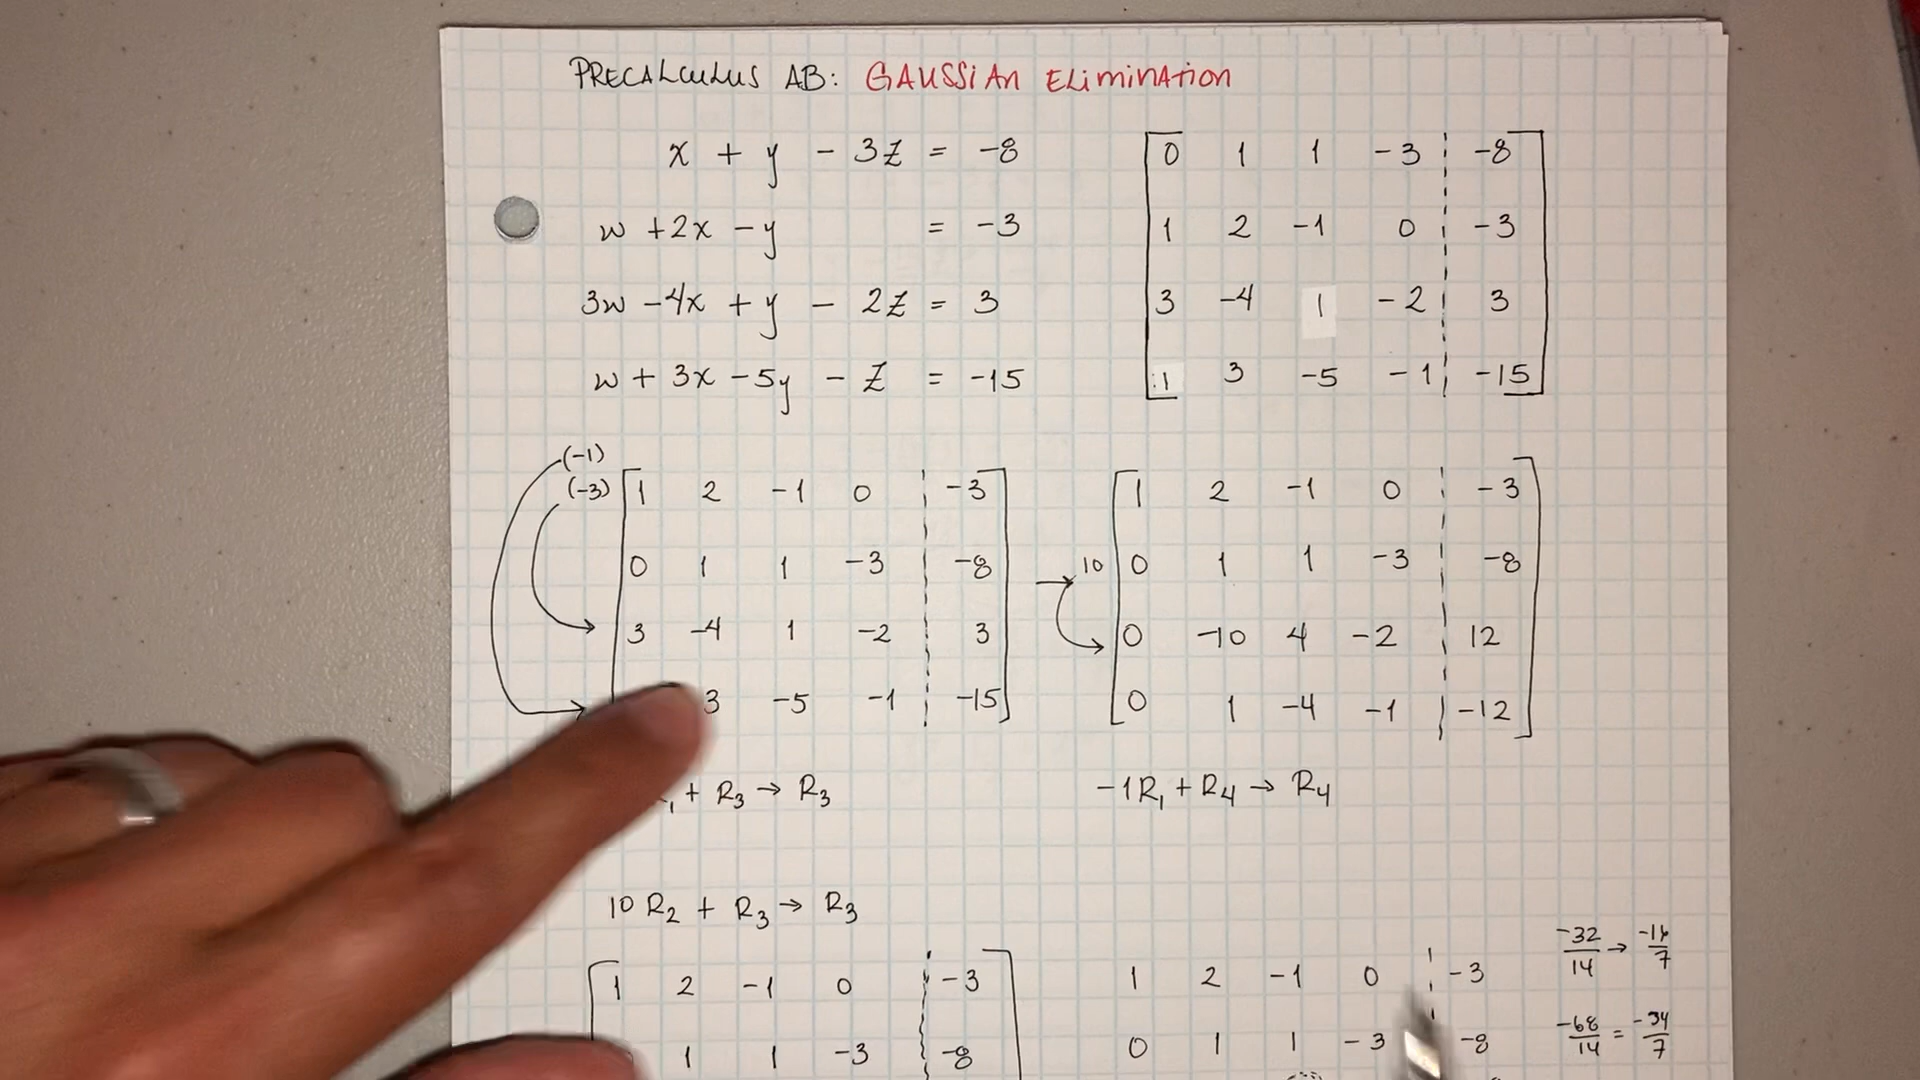 PRECALCULUS AB: GAUSSIAN ELIMINATION
x + y - 3z = -8
w + 2x - y = -3
3w - 4x + y - 2z = 3
w + 3x - 5y - z = -15
0 1 1 -3 -8
1 2 -1 0 -3
3 -4 1 -2 3
1 3 -5 -1 -15
(-1)
(-3) 1 2 -1 0 -3
0 1 1 -3 -8
3 -4 1 -2 3
3 -5 -1 -15
1 2 -1 0 -3
→ 10 0 1 1 -3 -8
0 -10 4 -2 12
0 1 -4 -1 -12
+ R₃ → R₃
-1R₁ + R₄ → R₄
10 R₂ + R₃ → R₃
1 2 -1 0 -3
1 1 -3 -8
1 2 -1 0 -3
0 1 1 -3 -8
-32/14 → -16/7
-68/14 = -34/7